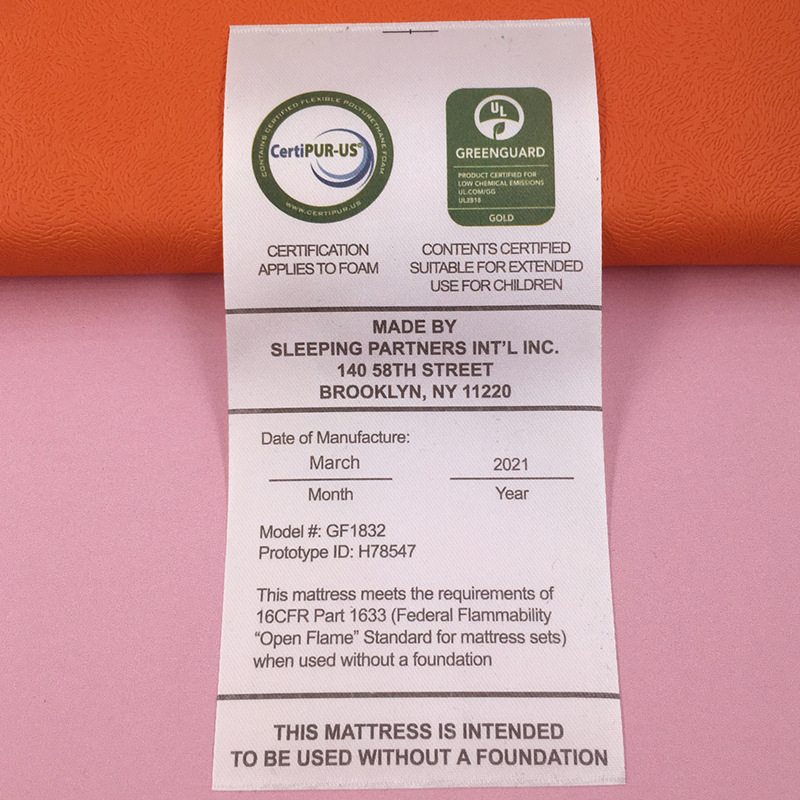 CONTAINS CERTIFIED FLEXIBLE POLYURETHANE FOAM
CertiPUR-US®
WWW.CERTIPUR.US
UL
GREENGUARD
PRODUCT CERTIFIED FOR
LOW CHEMICAL EMISSIONS
UL.COM/GG
UL2818
GOLD
CERTIFICATION
APPLIES TO FOAM
CONTENTS CERTIFIED
SUITABLE FOR EXTENDED
USE FOR CHILDREN
MADE BY
SLEEPING PARTNERS INT'L INC.
140 58TH STREET
BROOKLYN, NY 11220
Date of Manufacture:
March 2021
Month Year
Model #: GF1832
Prototype ID: H78547
This mattress meets the requirements of
16CFR Part 1633 (Federal Flammability
“Open Flame” Standard for mattress sets)
when used without a foundation
THIS MATTRESS IS INTENDED
TO BE USED WITHOUT A FOUNDATION